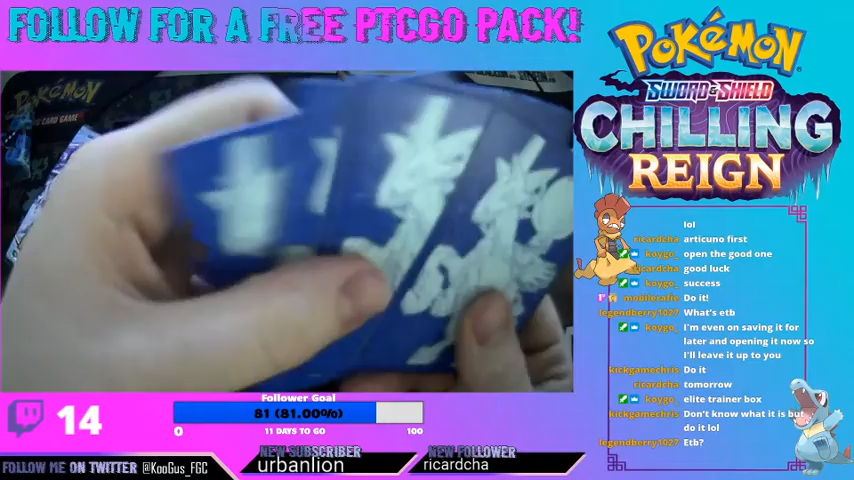 FOLLOW FOR A FREE PTCGO PACK!
POKéMON
SWORD & SHIELD
CHILLING
REIGN
POKéMON
CARD GAME
lol
ricardcha articuno first
koygo_ open the good one
ricardcha good luck
koygo_ success
mobilerafie Do it!
legendberry1027 What's etb
koygo_ I'm even on saving it for
later and opening it now so
I'll leave it up to you
kickgamechris Do it
ricardcha tomorrow
koygo_ elite trainer box
kickgamechris Don't know what it is but
do it lol
legendberry1027 Etb?
14
Follower Goal
81 (81.00%)
0 11 DAYS TO GO 100
FOLLOW ME ON TWITTER @KooGus_FGC
NEW SUBSCRIBER
urbanlion
NEW FOLLOWER
ricardcha